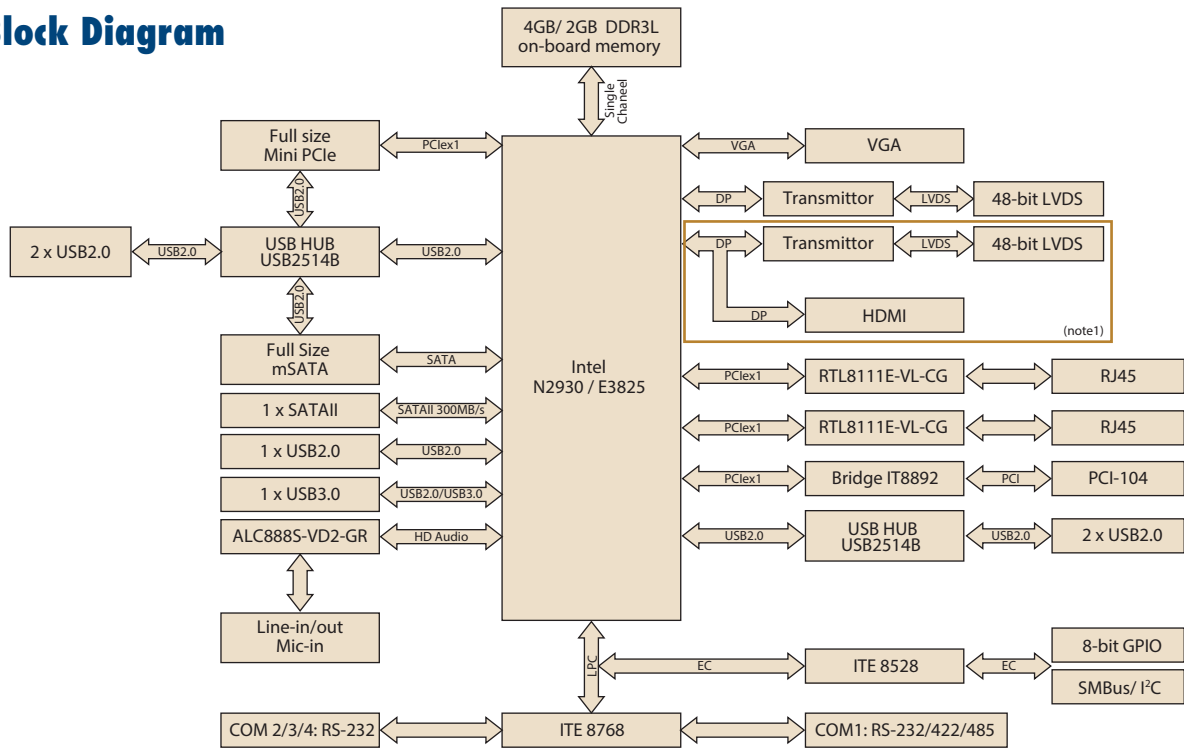 Block Diagram
4GB/ 2GB DDR3L
on-board memory
Single
Chaneel
Full size
Mini PCIe
PCIex1
VGA
VGA
USB2.0
DP
Transmittor
LVDS
48-bit LVDS
2 x USB2.0
USB2.0
USB HUB
USB2514B
USB2.0
DP
Transmittor
LVDS
48-bit LVDS
USB2.0
DP
HDMI
(note1)
Full Size
mSATA
SATA
Intel
N2930 / E3825
PCIex1
RTL8111E-VL-CG
RJ45
1 x SATAII
SATAII 300MB/s
PCIex1
RTL8111E-VL-CG
RJ45
1 x USB2.0
USB2.0
PCIex1
Bridge IT8892
PCI
PCI-104
1 x USB3.0
USB2.0/USB3.0
ALC888S-VD2-GR
HD Audio
USB2.0
USB HUB
USB2514B
USB2.0
2 x USB2.0
Line-in/out
Mic-in
LPC
EC
ITE 8528
EC
8-bit GPIO
SMBus/ I²C
COM 2/3/4: RS-232
ITE 8768
COM1: RS-232/422/485